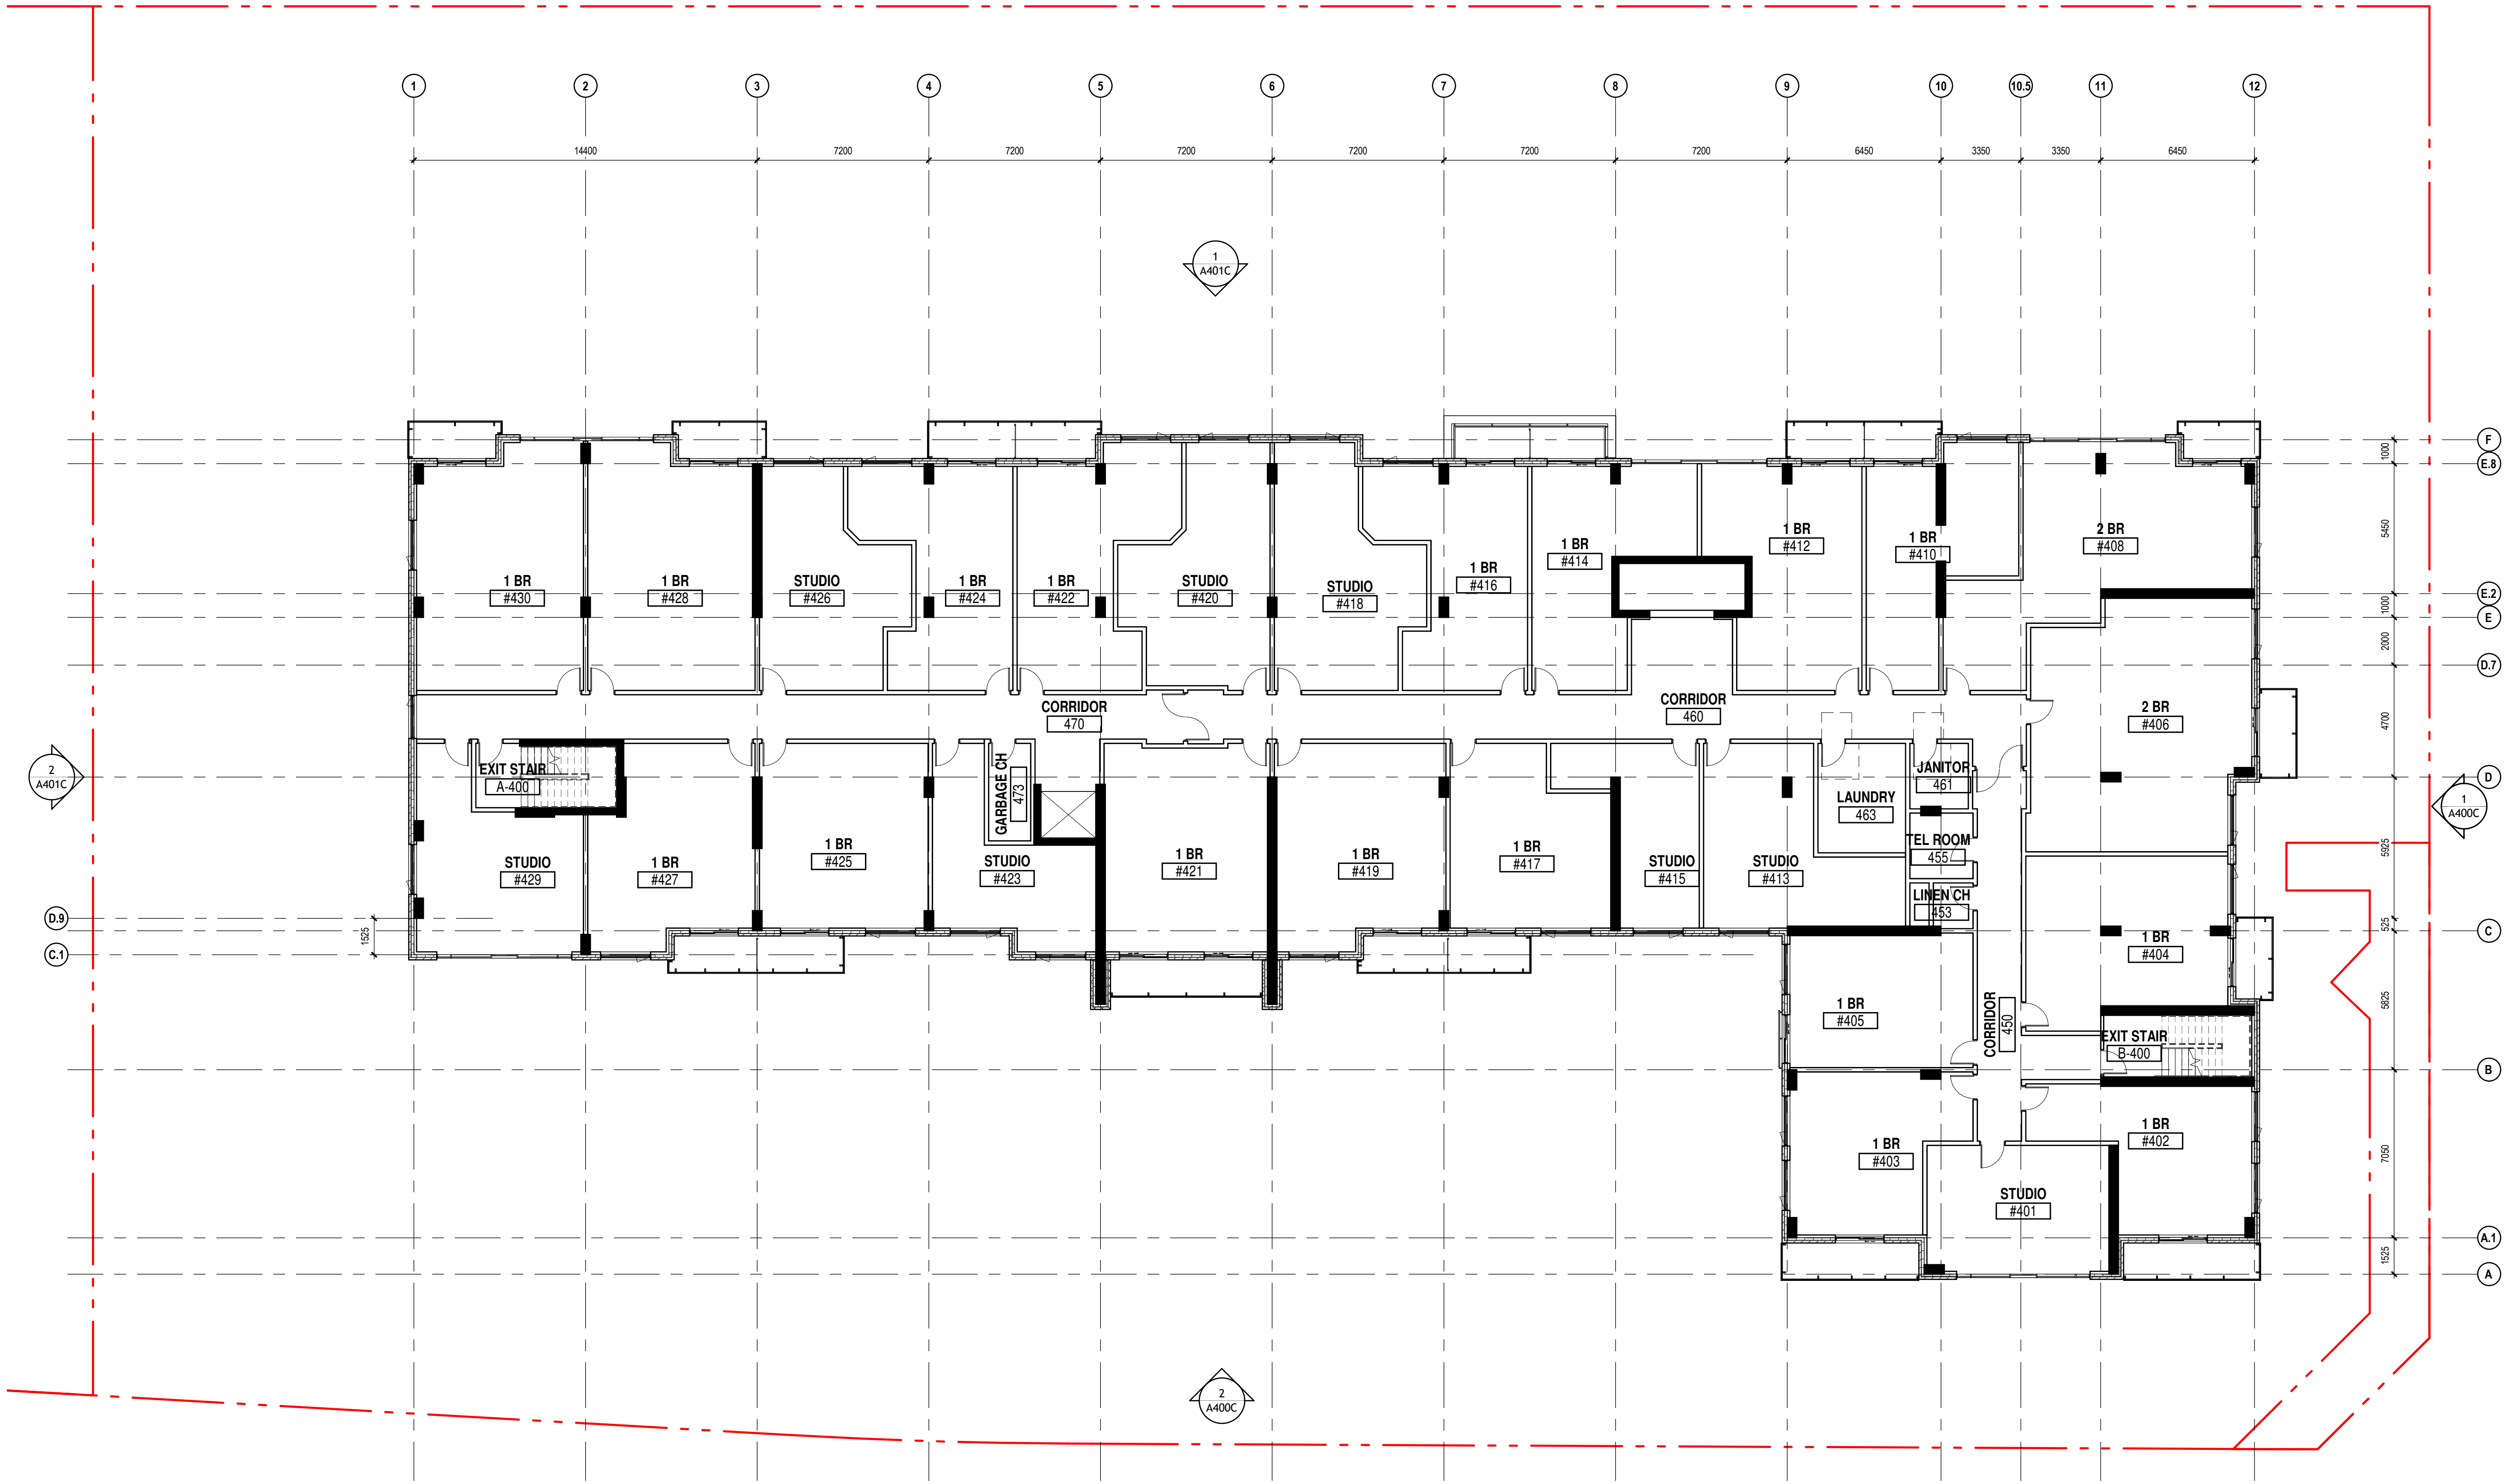 1
2
3
4
5
6
7
8
9
10
10.5
11
12
14400
7200
7200
7200
7200
7200
7200
6450
3350
3350
6450
1
A401C
F
1000
E.8
5450
E.2
1000
E
2000
D.7
4700
D
5925
525
C
5825
B
7050
A.1
1525
A
1 BR
#430
1 BR
#428
STUDIO
#426
1 BR
#424
1 BR
#422
STUDIO
#420
STUDIO
#418
1 BR
#416
1 BR
#414
1 BR
#412
1 BR
#410
2 BR
#408
CORRIDOR
470
CORRIDOR
460
2 BR
#406
2
A401C
EXIT STAIR
A-400
GARBAGE CH
473
JANITOR
461
LAUNDRY
463
TEL ROOM
455
LINEN CH
453
1
A400C
STUDIO
#429
1 BR
#427
1 BR
#425
STUDIO
#423
1 BR
#421
1 BR
#419
1 BR
#417
STUDIO
#415
STUDIO
#413
D.9
1525
C.1
1 BR
#404
1 BR
#405
CORRIDOR
450
EXIT STAIR
B-400
1 BR
#403
1 BR
#402
STUDIO
#401
2
A400C